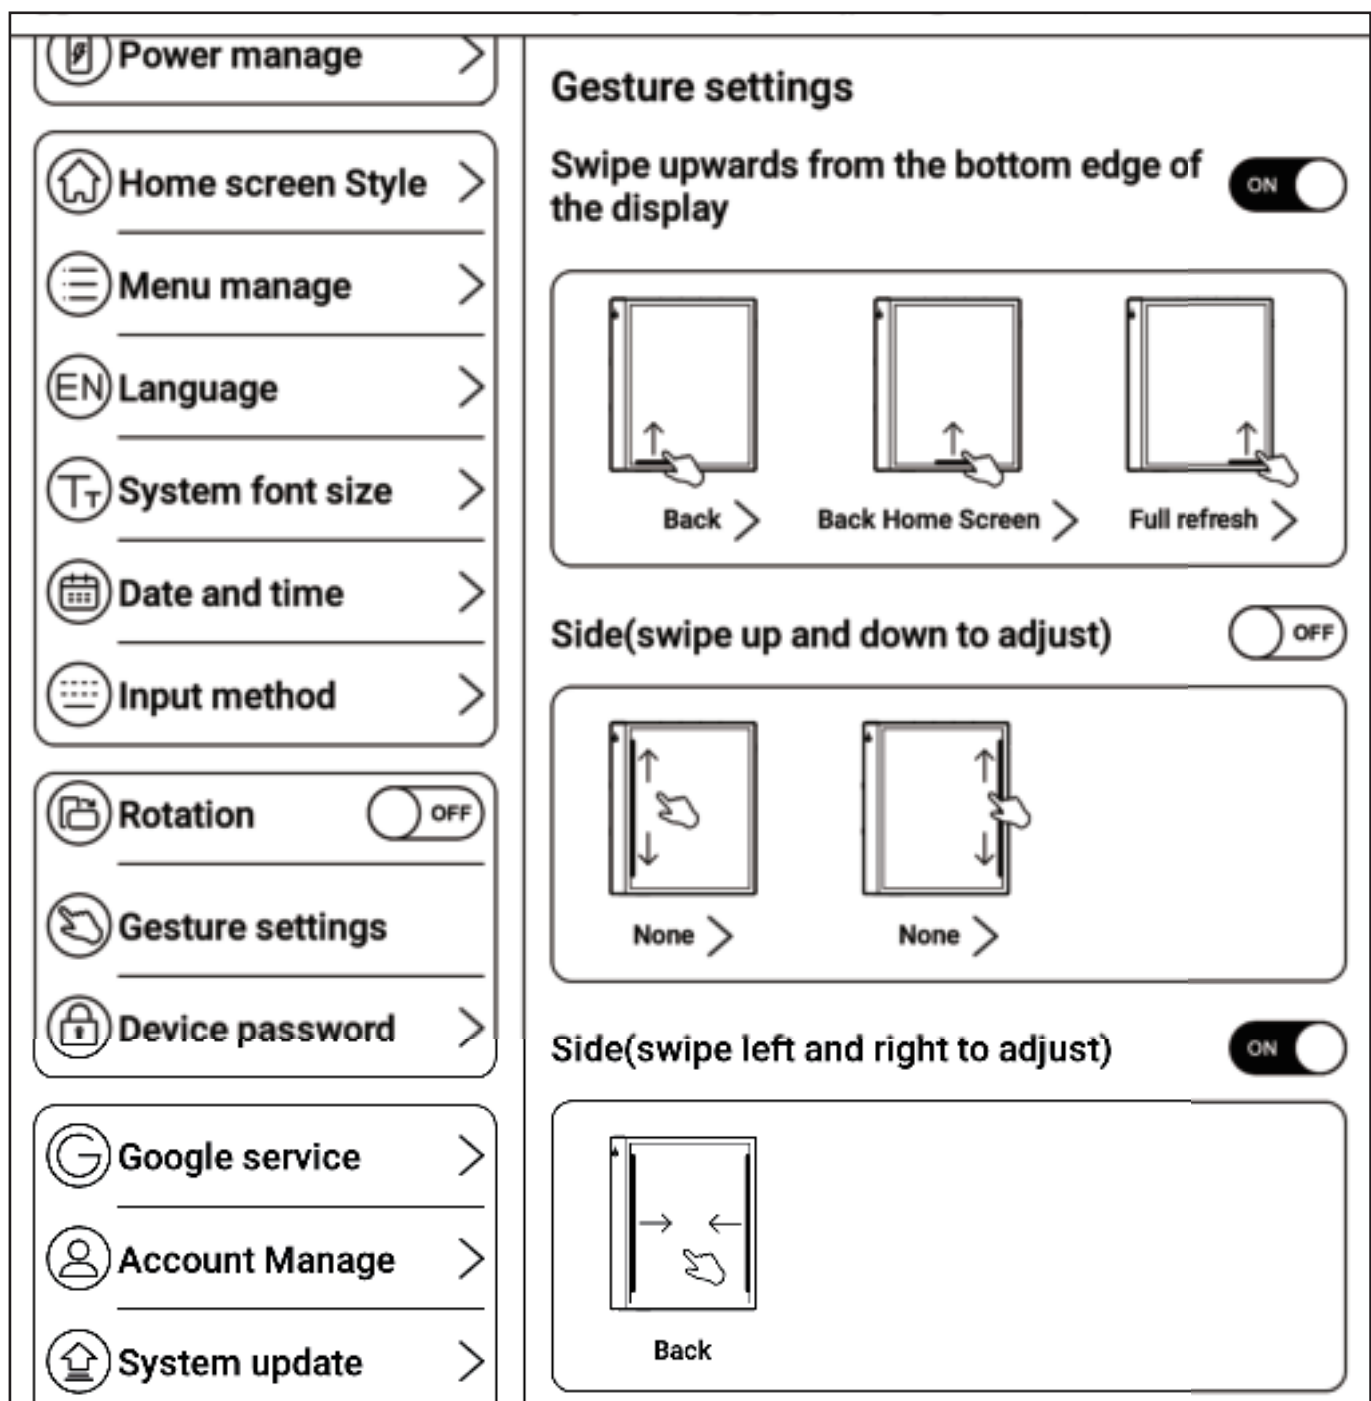 Power manage
Home screen Style
Menu manage
EN Language
Tт System font size
Date and time
Input method
Rotation OFF
Gesture settings
Device password
G Google service
Account Manage
System update
Gesture settings
Swipe upwards from the bottom edge of
the display
ON
Back
Back Home Screen
Full refresh
Side(swipe up and down to adjust)
OFF
None
None
Side(swipe left and right to adjust)
ON
Back